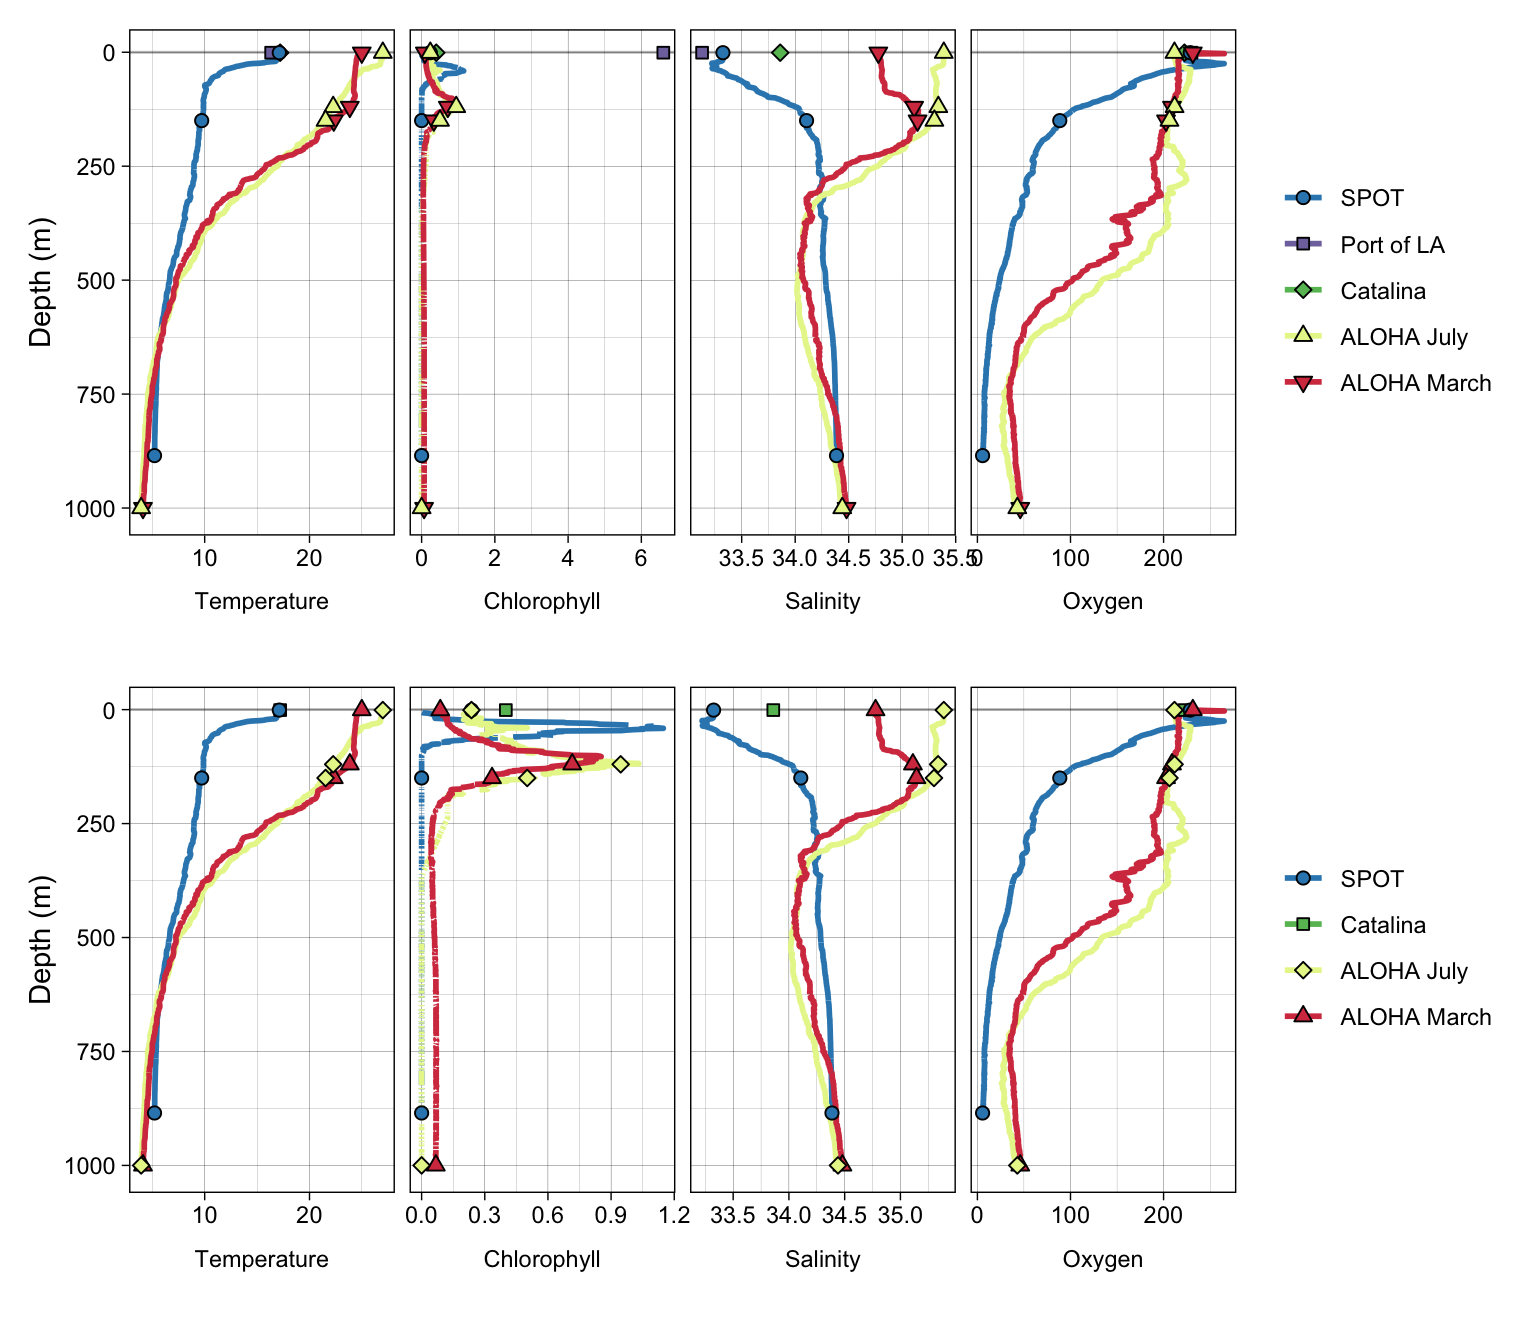 Depth (m)
0
250
500
750
1000
10 20
0 2 4 6
33.5 34.0 34.5 35.0 35.5
0 100 200
Temperature Chlorophyll Salinity Oxygen
SPOT
Port of LA
Catalina
ALOHA July
ALOHA March
Depth (m)
0
250
500
750
1000
10 20
0.0 0.3 0.6 0.9 1.2
33.5 34.0 34.5 35.0
0 100 200
Temperature Chlorophyll Salinity Oxygen
SPOT
Catalina
ALOHA July
ALOHA March